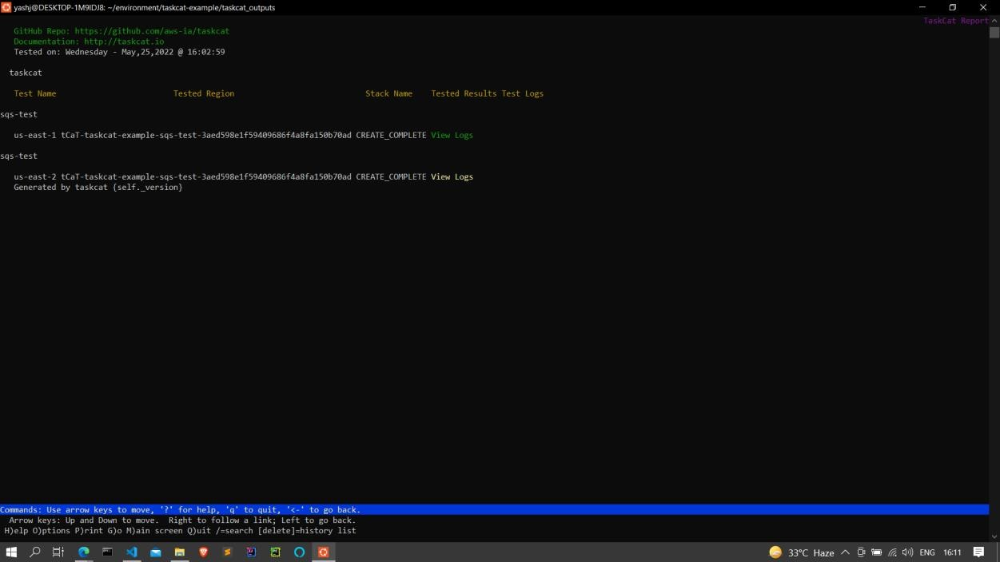 yashj@DESKTOP-1M9IDJ8: ~/environment/taskcat-example/taskcat_outputs
TaskCat Report
GitHub Repo: https://github.com/aws-ia/taskcat
Documentation: http://taskcat.io
Tested on: Wednesday - May,25,2022 @ 16:02:59
taskcat
Test Name Tested Region Stack Name Tested Results Test Logs
sqs-test
us-east-1 tCaT-taskcat-example-sqs-test-3aed598e1f59409686f4a8fa150b70ad CREATE_COMPLETE View Logs
sqs-test
us-east-2 tCaT-taskcat-example-sqs-test-3aed598e1f59409686f4a8fa150b70ad CREATE_COMPLETE View Logs
Generated by taskcat {self._version}
Commands: Use arrow keys to move, '?' for help, 'q' to quit, '<-' to go back.
Arrow keys: Up and Down to move.  Right to follow a link; Left to go back.
H)elp O)ptions P)rint G)o M)ain screen Q)uit /=search [delete]=history list
33°C Haze ENG 16:11